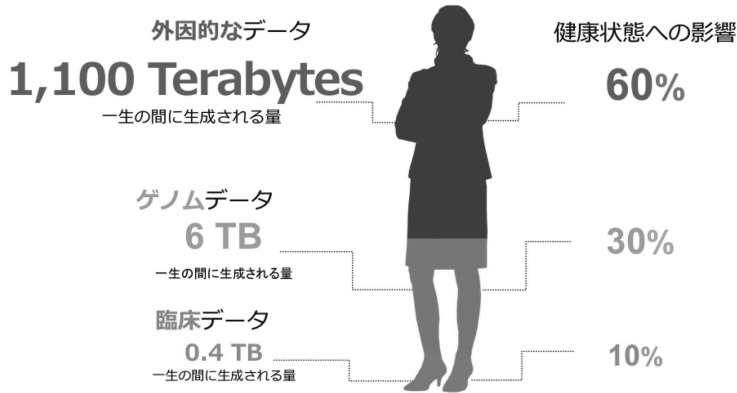 外因的なデータ
健康状態への影響
1,100 Terabytes
60%
一生の間に生成される量
ゲノムデータ
6 TB
30%
一生の間に生成される量
臨床データ
0.4 TB
10%
一生の間に生成される量